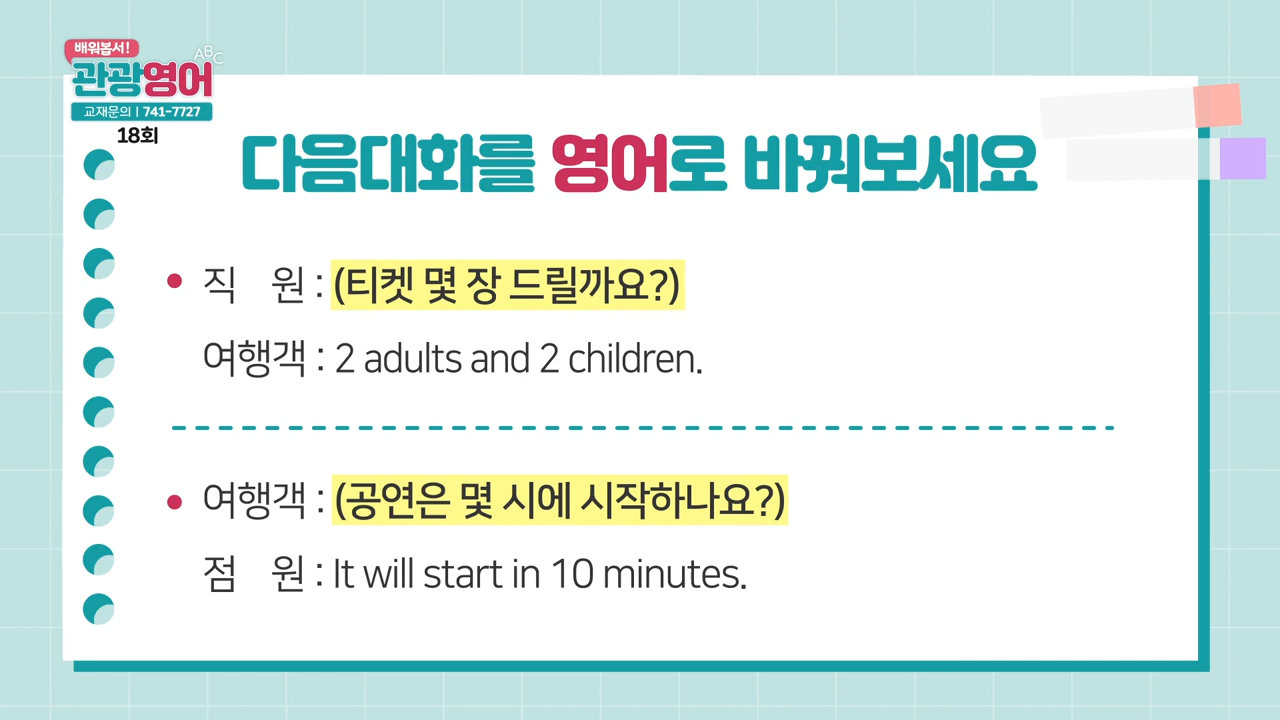 배워봅서!
ABC
관광영어
교재문의 | 741-7727
18회
다음대화를 영어로 바꿔보세요
• 직 원 : (티켓 몇 장 드릴까요?)
여행객 : 2 adults and 2 children.
• 여행객 : (공연은 몇 시에 시작하나요?)
점 원 : It will start in 10 minutes.